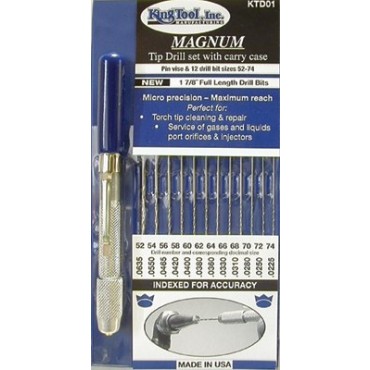 KTD01
KingTool, Inc.
MANUFACTURING
MAGNUM
Tip Drill set with carry case
Pin vise & 12 drill bit sizes 52-74
NEW 1 7/8" Full Length Drill Bits
Micro precision – Maximum reach
Perfect for:
• Torch tip cleaning & repair
• Service of gases and liquids
port orifices & injectors
52 54 56 58 60 62 64 66 68 70 72 74
Drill number and corresponding decimal size
.0635 .0550 .0465 .0420 .0400 .0380 .0360 .0330 .0310 .0280 .0250 .0225
INDEXED FOR ACCURACY
MADE IN USA